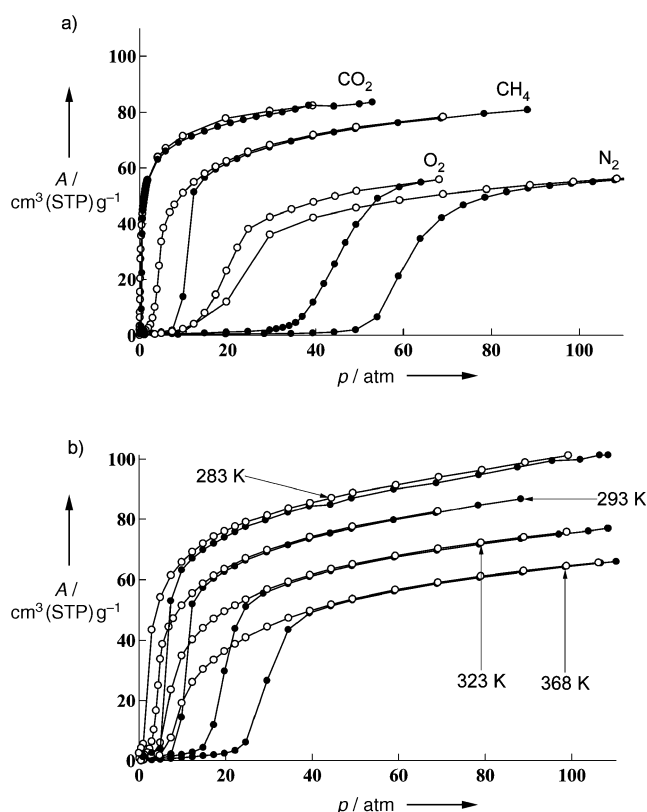 a)
100
80
60
40
20
0
A /
cm³(STP) g⁻¹
CO₂
CH₄
O₂
N₂
0 20 40 60 80 100
p / atm
b)
100
80
60
40
20
0
A /
cm³(STP) g⁻¹
283 K
293 K
323 K
368 K
0 20 40 60 80 100
p / atm